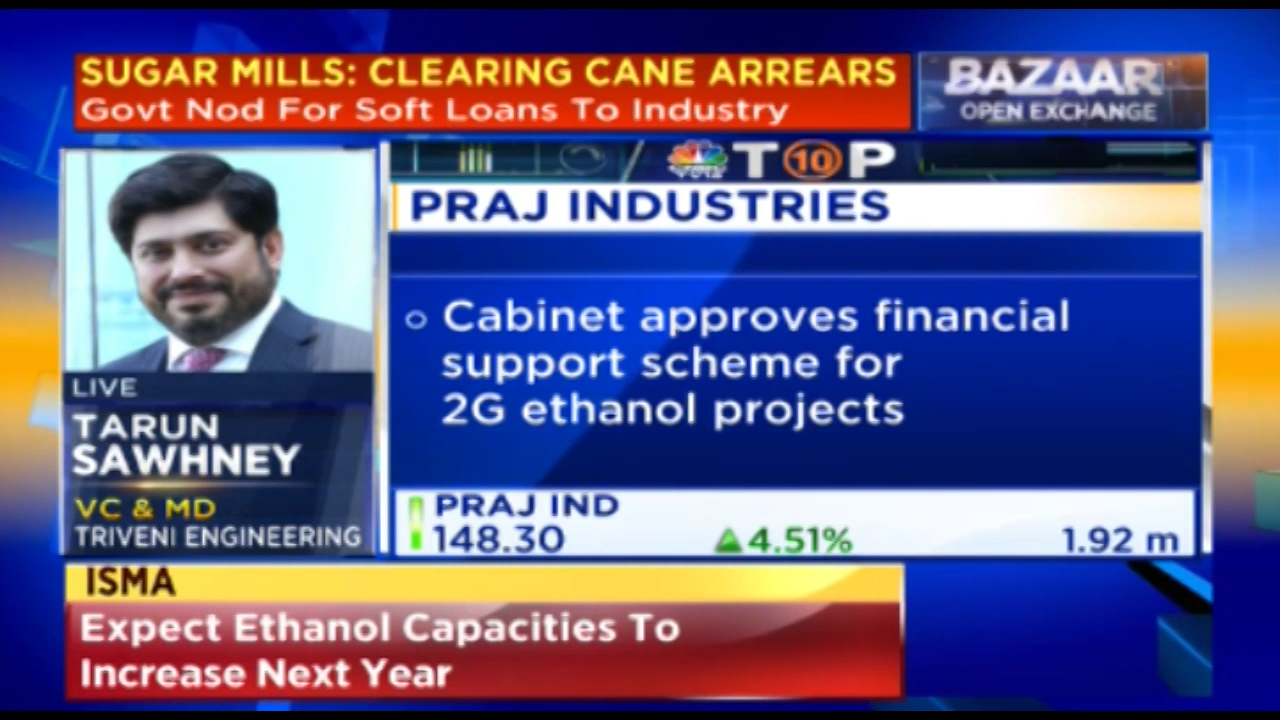 SUGAR MILLS: CLEARING CANE ARREARS
Govt Nod For Soft Loans To Industry
BAZAAR
OPEN EXCHANGE
TOP 10
PRAJ INDUSTRIES
Cabinet approves financial
support scheme for
2G ethanol projects
LIVE
TARUN
SAWHNEY
VC & MD
TRIVENI ENGINEERING
PRAJ IND
148.30 4.51% 1.92 m
ISMA
Expect Ethanol Capacities To
Increase Next Year